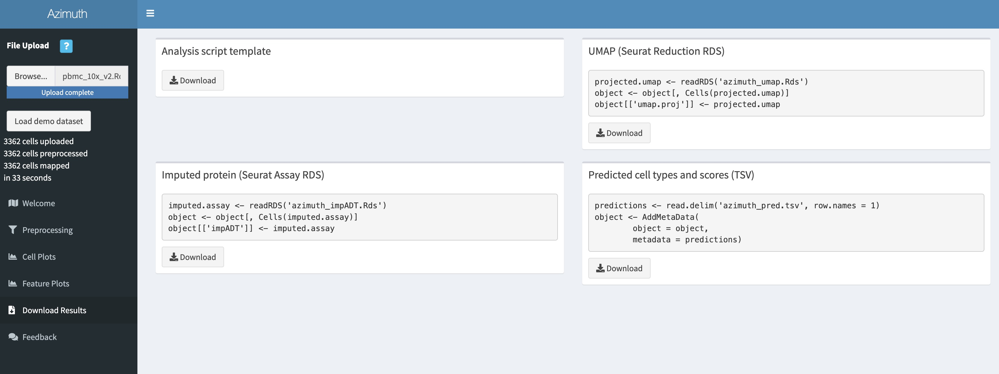 Azimuth
File Upload
?
Browse...
pbmc_10x_v2.R
Upload complete
Load demo dataset
3362 cells uploaded
3362 cells preprocessed
3362 cells mapped
in 33 seconds
Welcome
Preprocessing
Cell Plots
Feature Plots
Download Results
Feedback
Analysis script template
Download
UMAP (Seurat Reduction RDS)
projected.umap <- readRDS('azimuth_umap.Rds')
object <- object[, Cells(projected.umap)]
object[['umap.proj']] <- projected.umap
Download
Imputed protein (Seurat Assay RDS)
imputed.assay <- readRDS('azimuth_impADT.Rds')
object <- object[, Cells(imputed.assay)]
object[['impADT']] <- imputed.assay
Download
Predicted cell types and scores (TSV)
predictions <- read.delim('azimuth_pred.tsv', row.names = 1)
object <- AddMetaData(
        object = object,
        metadata = predictions)
Download